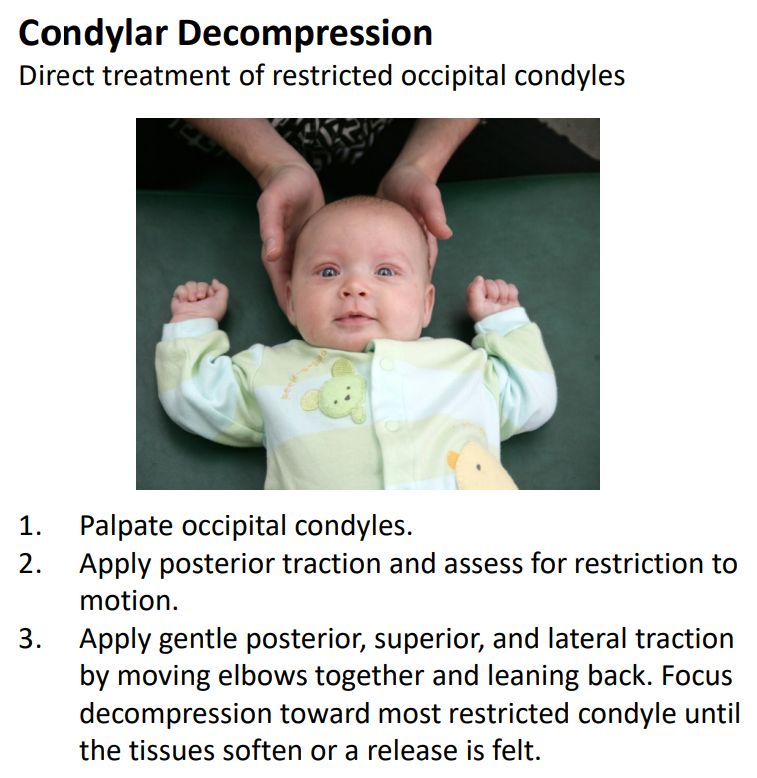 Condylar Decompression
Direct treatment of restricted occipital condyles
1. Palpate occipital condyles.
2. Apply posterior traction and assess for restriction to
motion.
3. Apply gentle posterior, superior, and lateral traction
by moving elbows together and leaning back. Focus
decompression toward most restricted condyle until
the tissues soften or a release is felt.